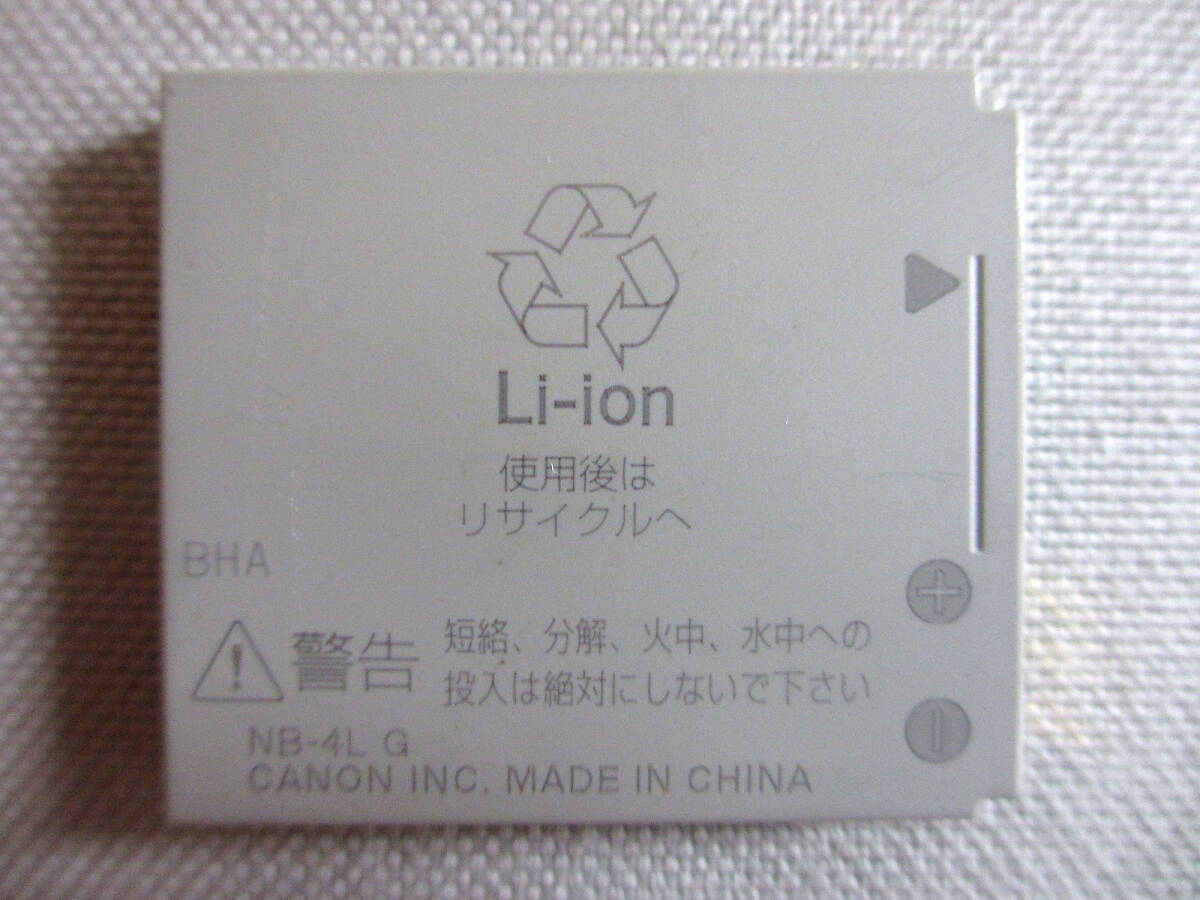 Li-ion
使用後は
リサイクルへ
BHA
警告
短絡、分解、火中、水中への
投入は絶対にしないで下さい
NB-4L G
CANON INC. MADE IN CHINA